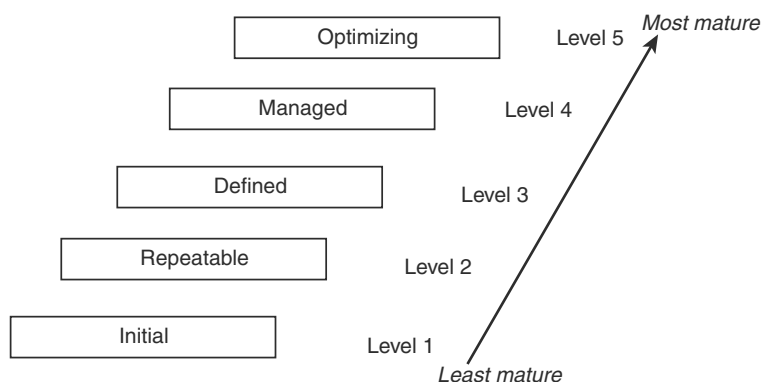 Most mature
Optimizing
Level 5
Managed
Level 4
Defined
Level 3
Repeatable
Level 2
Initial
Level 1
Least mature